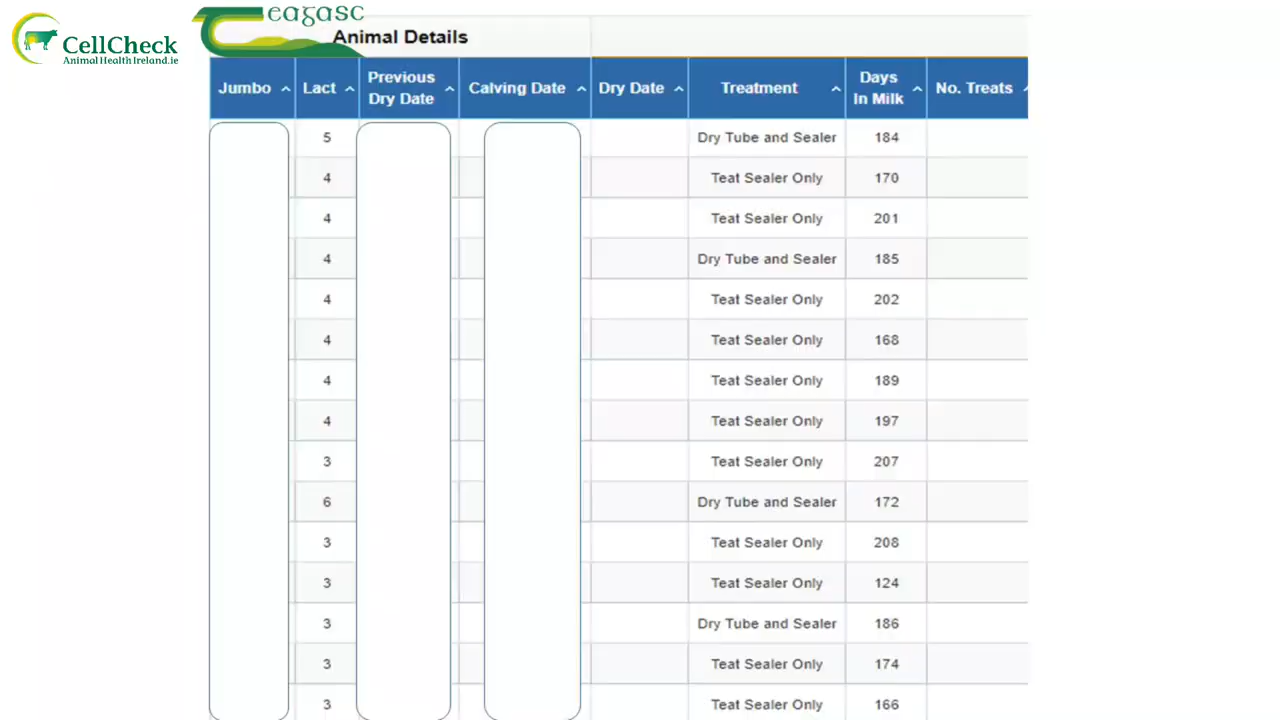 CellCheck
Animal Health Ireland.ie
eagasc
Animal Details
Jumbo Lact Previous Dry Date Calving Date Dry Date Treatment Days In Milk No. Treats
5 Dry Tube and Sealer 184
4 Teat Sealer Only 170
4 Teat Sealer Only 201
4 Dry Tube and Sealer 185
4 Teat Sealer Only 202
4 Teat Sealer Only 168
4 Teat Sealer Only 189
4 Teat Sealer Only 197
3 Teat Sealer Only 207
6 Dry Tube and Sealer 172
3 Teat Sealer Only 208
3 Teat Sealer Only 124
3 Dry Tube and Sealer 186
3 Teat Sealer Only 174
3 Teat Sealer Only 166